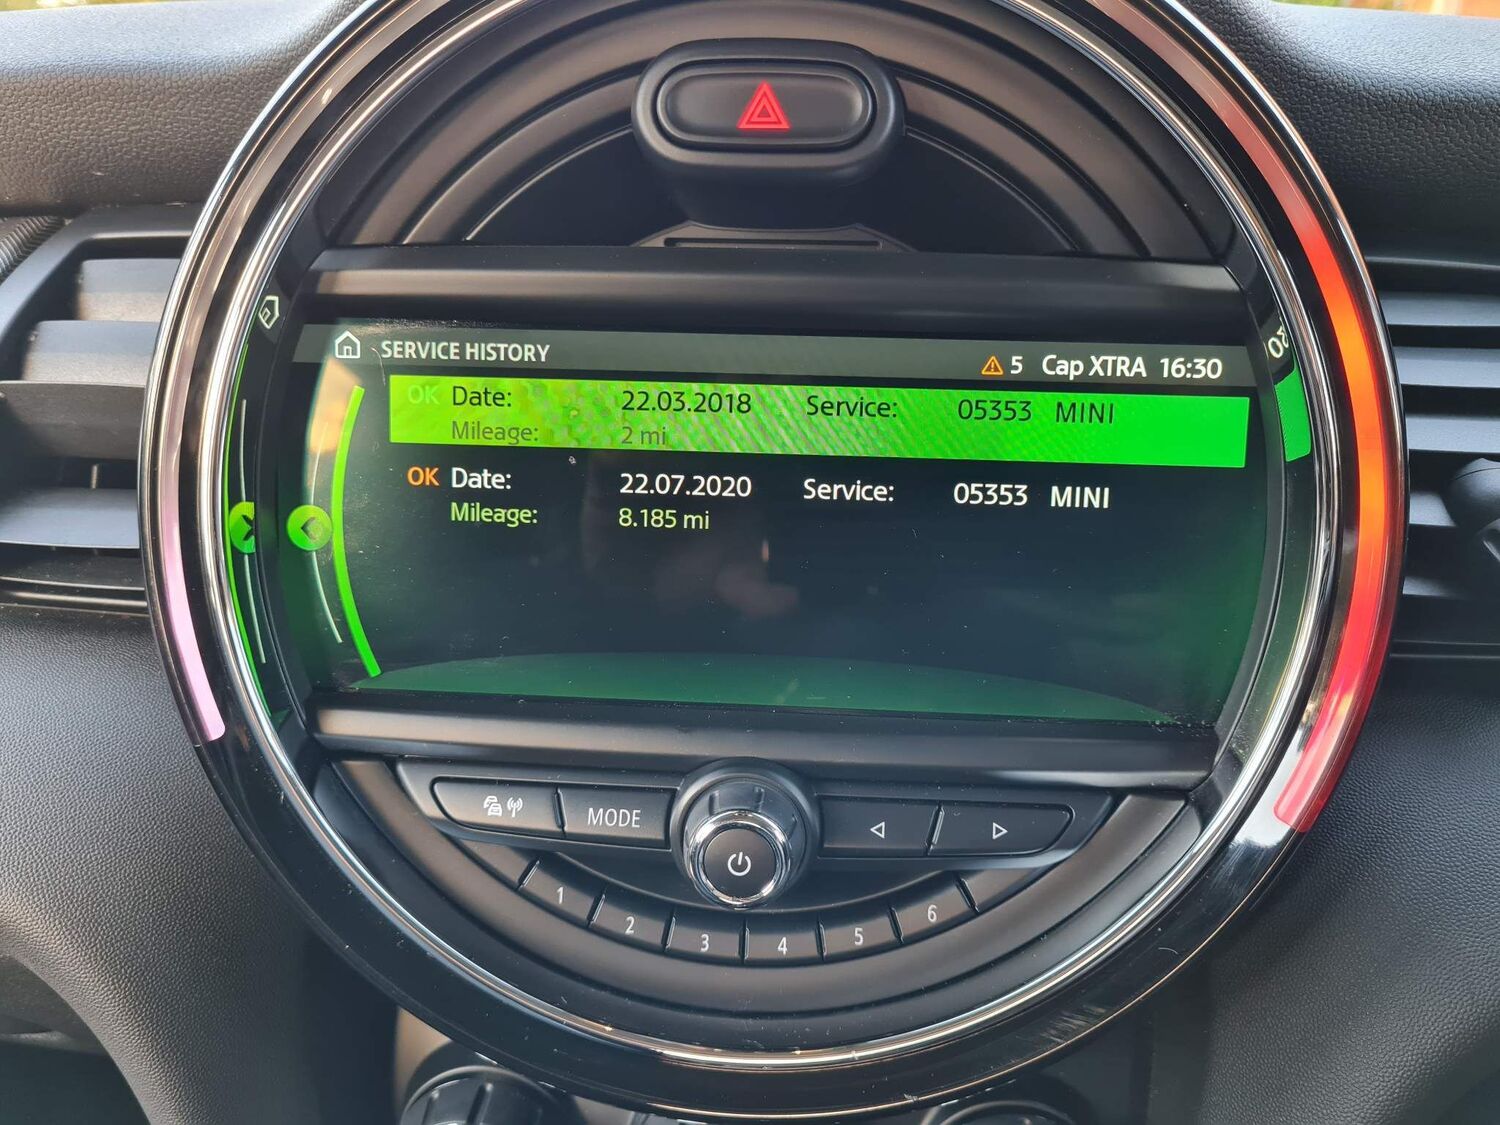 SERVICE HISTORY 5 Cap XTRA 16:30
OK Date: 22.03.2018 Service: 05353 MINI
Mileage: 2 mi
OK Date: 22.07.2020 Service: 05353 MINI
Mileage: 8.185 mi
MODE
1 2 3 4 5 6